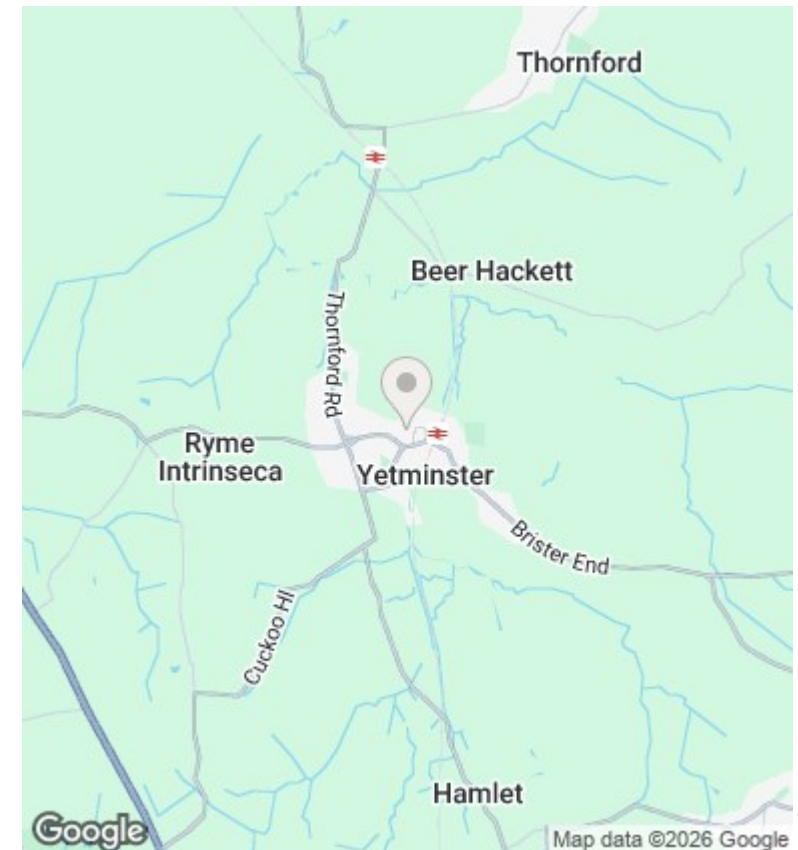 Thornford
Beer Hackett
Thornford Rd
Ryme
Intrinseca
Yetminster
Brister End
Cuckoo Hl
Hamlet
Google
Map data ©2026 Google